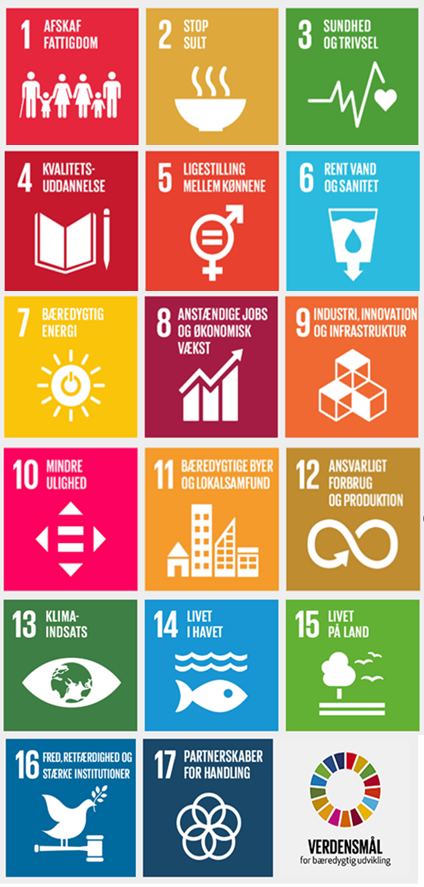 1 AFSKAF
FATTIGDOM
2 STOP
SULT
3 SUNDHED
OG TRIVSEL
4 KVALITETS-
UDDANNELSE
5 LIGESTILLING
MELLEM KØNNENE
6 RENT VAND
OG SANITET
7 BÆREDYGTIG
ENERGI
8 ANSTÆNDIGE JOBS
OG ØKONOMISK
VÆKST
9 INDUSTRI, INNOVATION
OG INFRASTRUKTUR
10 MINDRE
ULIGHED
11 BÆREDYGTIGE BYER
OG LOKALSAMFUND
12 ANSVARLIGT
FORBRUG
OG PRODUKTION
13 KLIMA-
INDSATS
14 LIVET
I HAVET
15 LIVET
PÅ LAND
16 FRED, RETFÆRDIGHED OG
STÆRKE INSTITUTIONER
17 PARTNERSKABER
FOR HANDLING
VERDENSMÅL
for bæredygtig udvikling